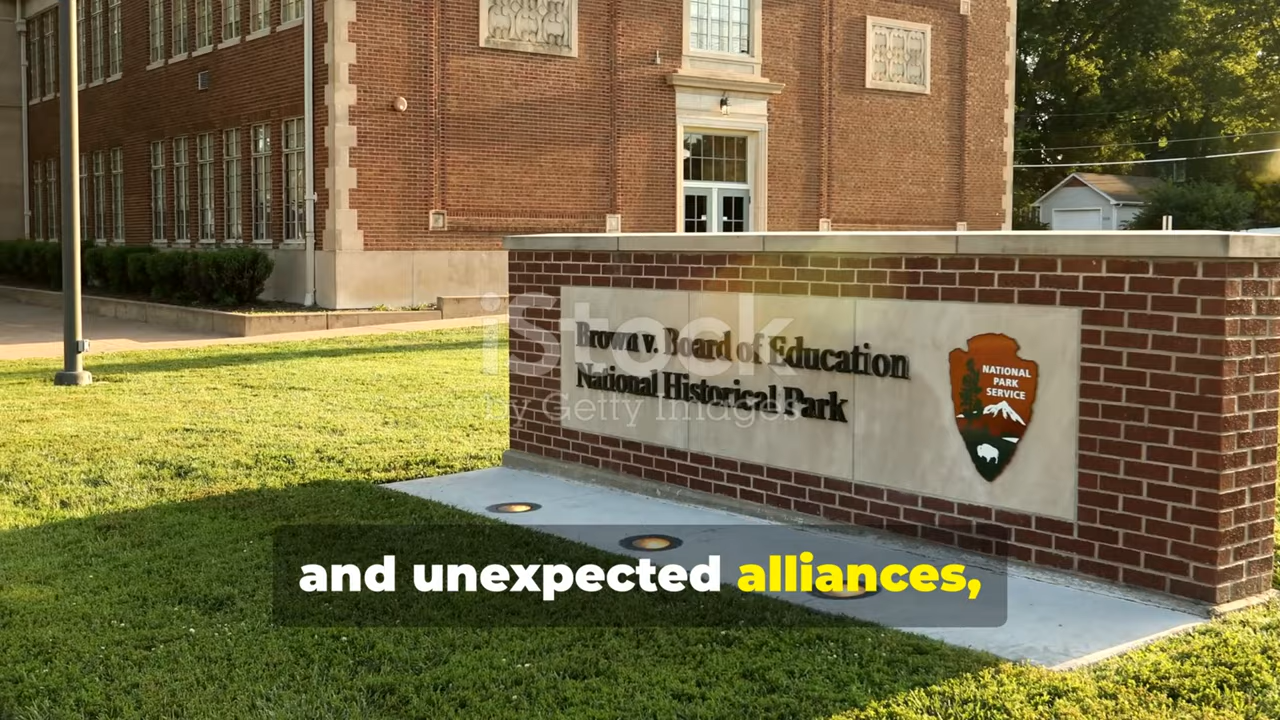 iStock
by Getty Images
Brown v. Board of Education
National Historical Park
NATIONAL
PARK
SERVICE
and unexpected alliances,